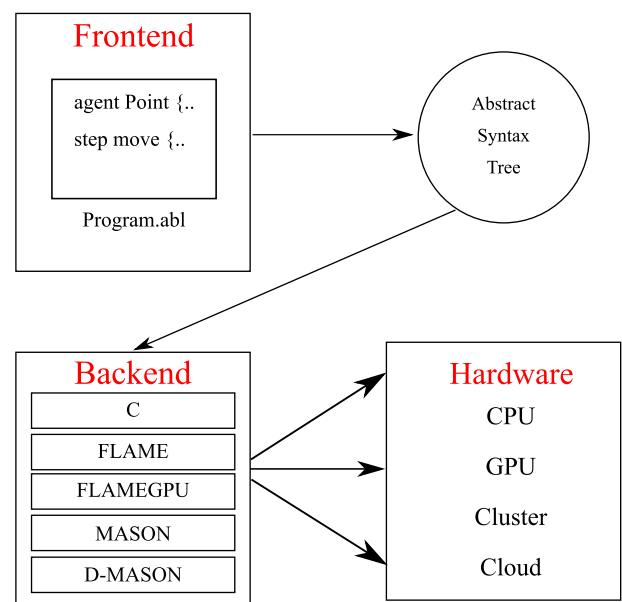 Frontend
agent Point {..
step move {..
Program.abl
Abstract
Syntax
Tree
Backend
C
FLAME
FLAMEGPU
MASON
D-MASON
Hardware
CPU
GPU
Cluster
Cloud